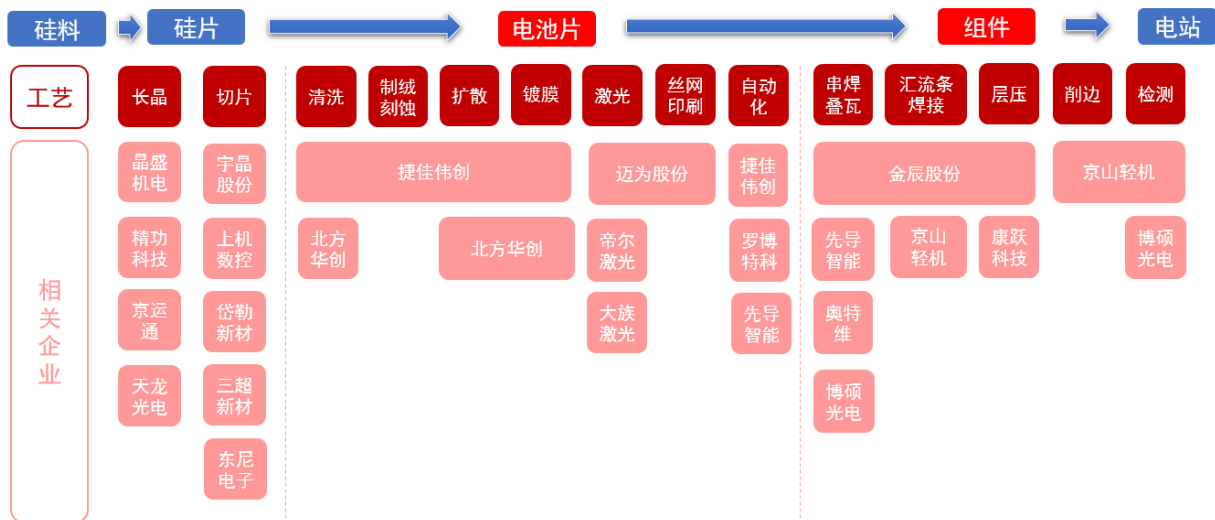 硅料
硅片
电池片
组件
电站
工艺
长晶
切片
清洗
制绒
刻蚀
扩散
镀膜
激光
丝网
印刷
自动
化
串焊
叠瓦
汇流条
焊接
层压
削边
检测
相
关
企
业
晶盛
机电
宇晶
股份
捷佳伟创
迈为股份
捷佳
伟创
金辰股份
京山轻机
精功
科技
上机
数控
北方
华创
北方华创
帝尔
激光
罗博
特科
先导
智能
京山
轻机
康跃
科技
博硕
光电
京运
通
岱勒
新材
大族
激光
先导
智能
奥特
维
天龙
光电
三超
新材
博硕
光电
东尼
电子